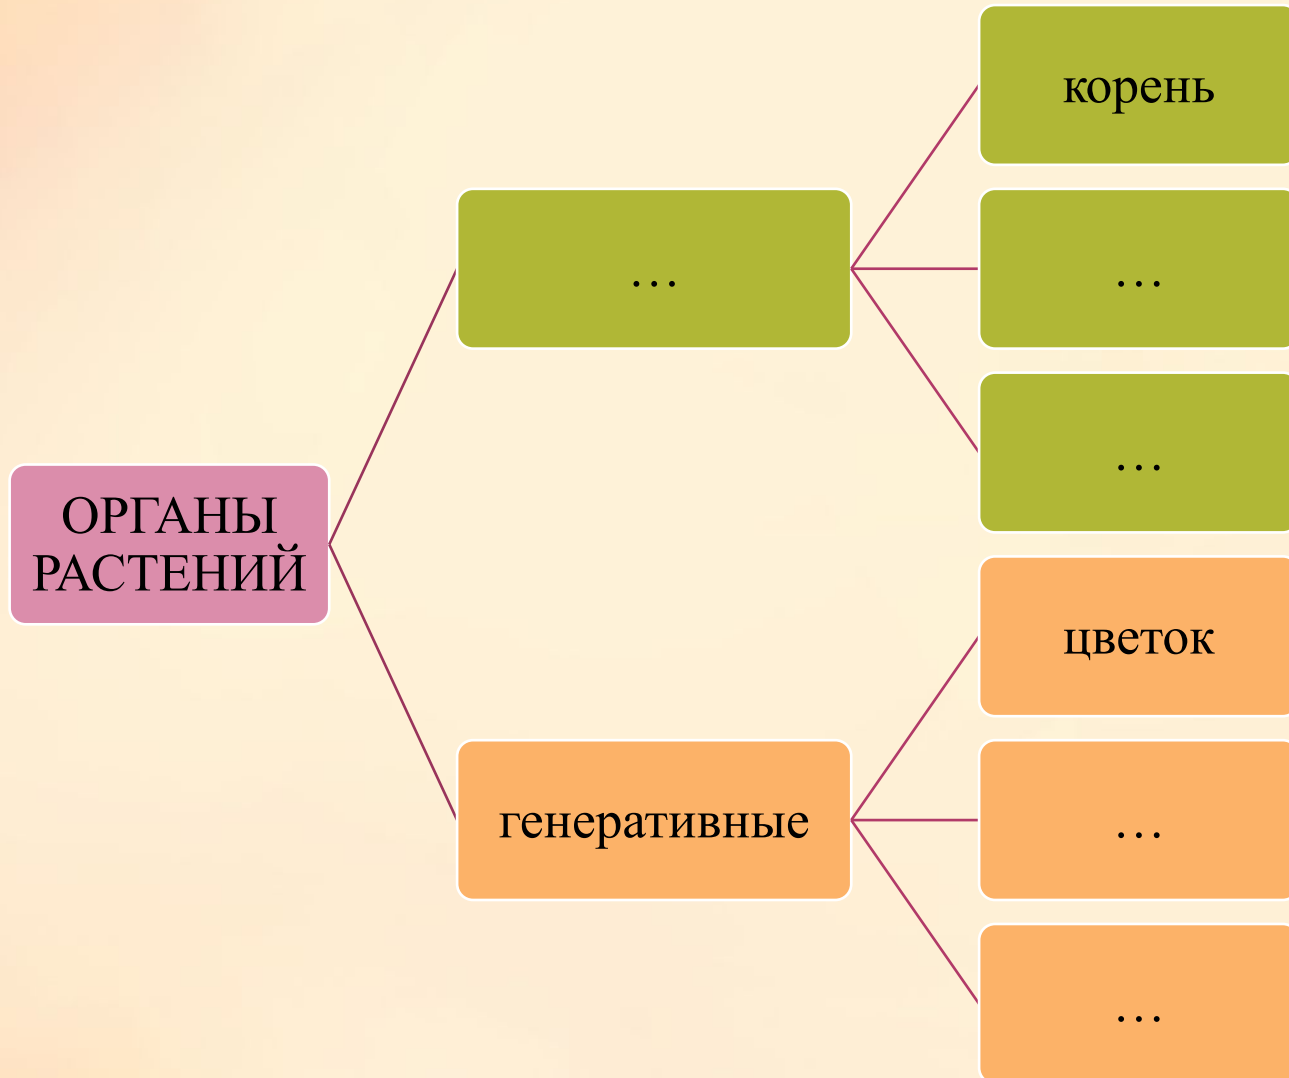 корень
…
…
…
ОРГАНЫ
РАСТЕНИЙ
цветок
генеративные
…
…